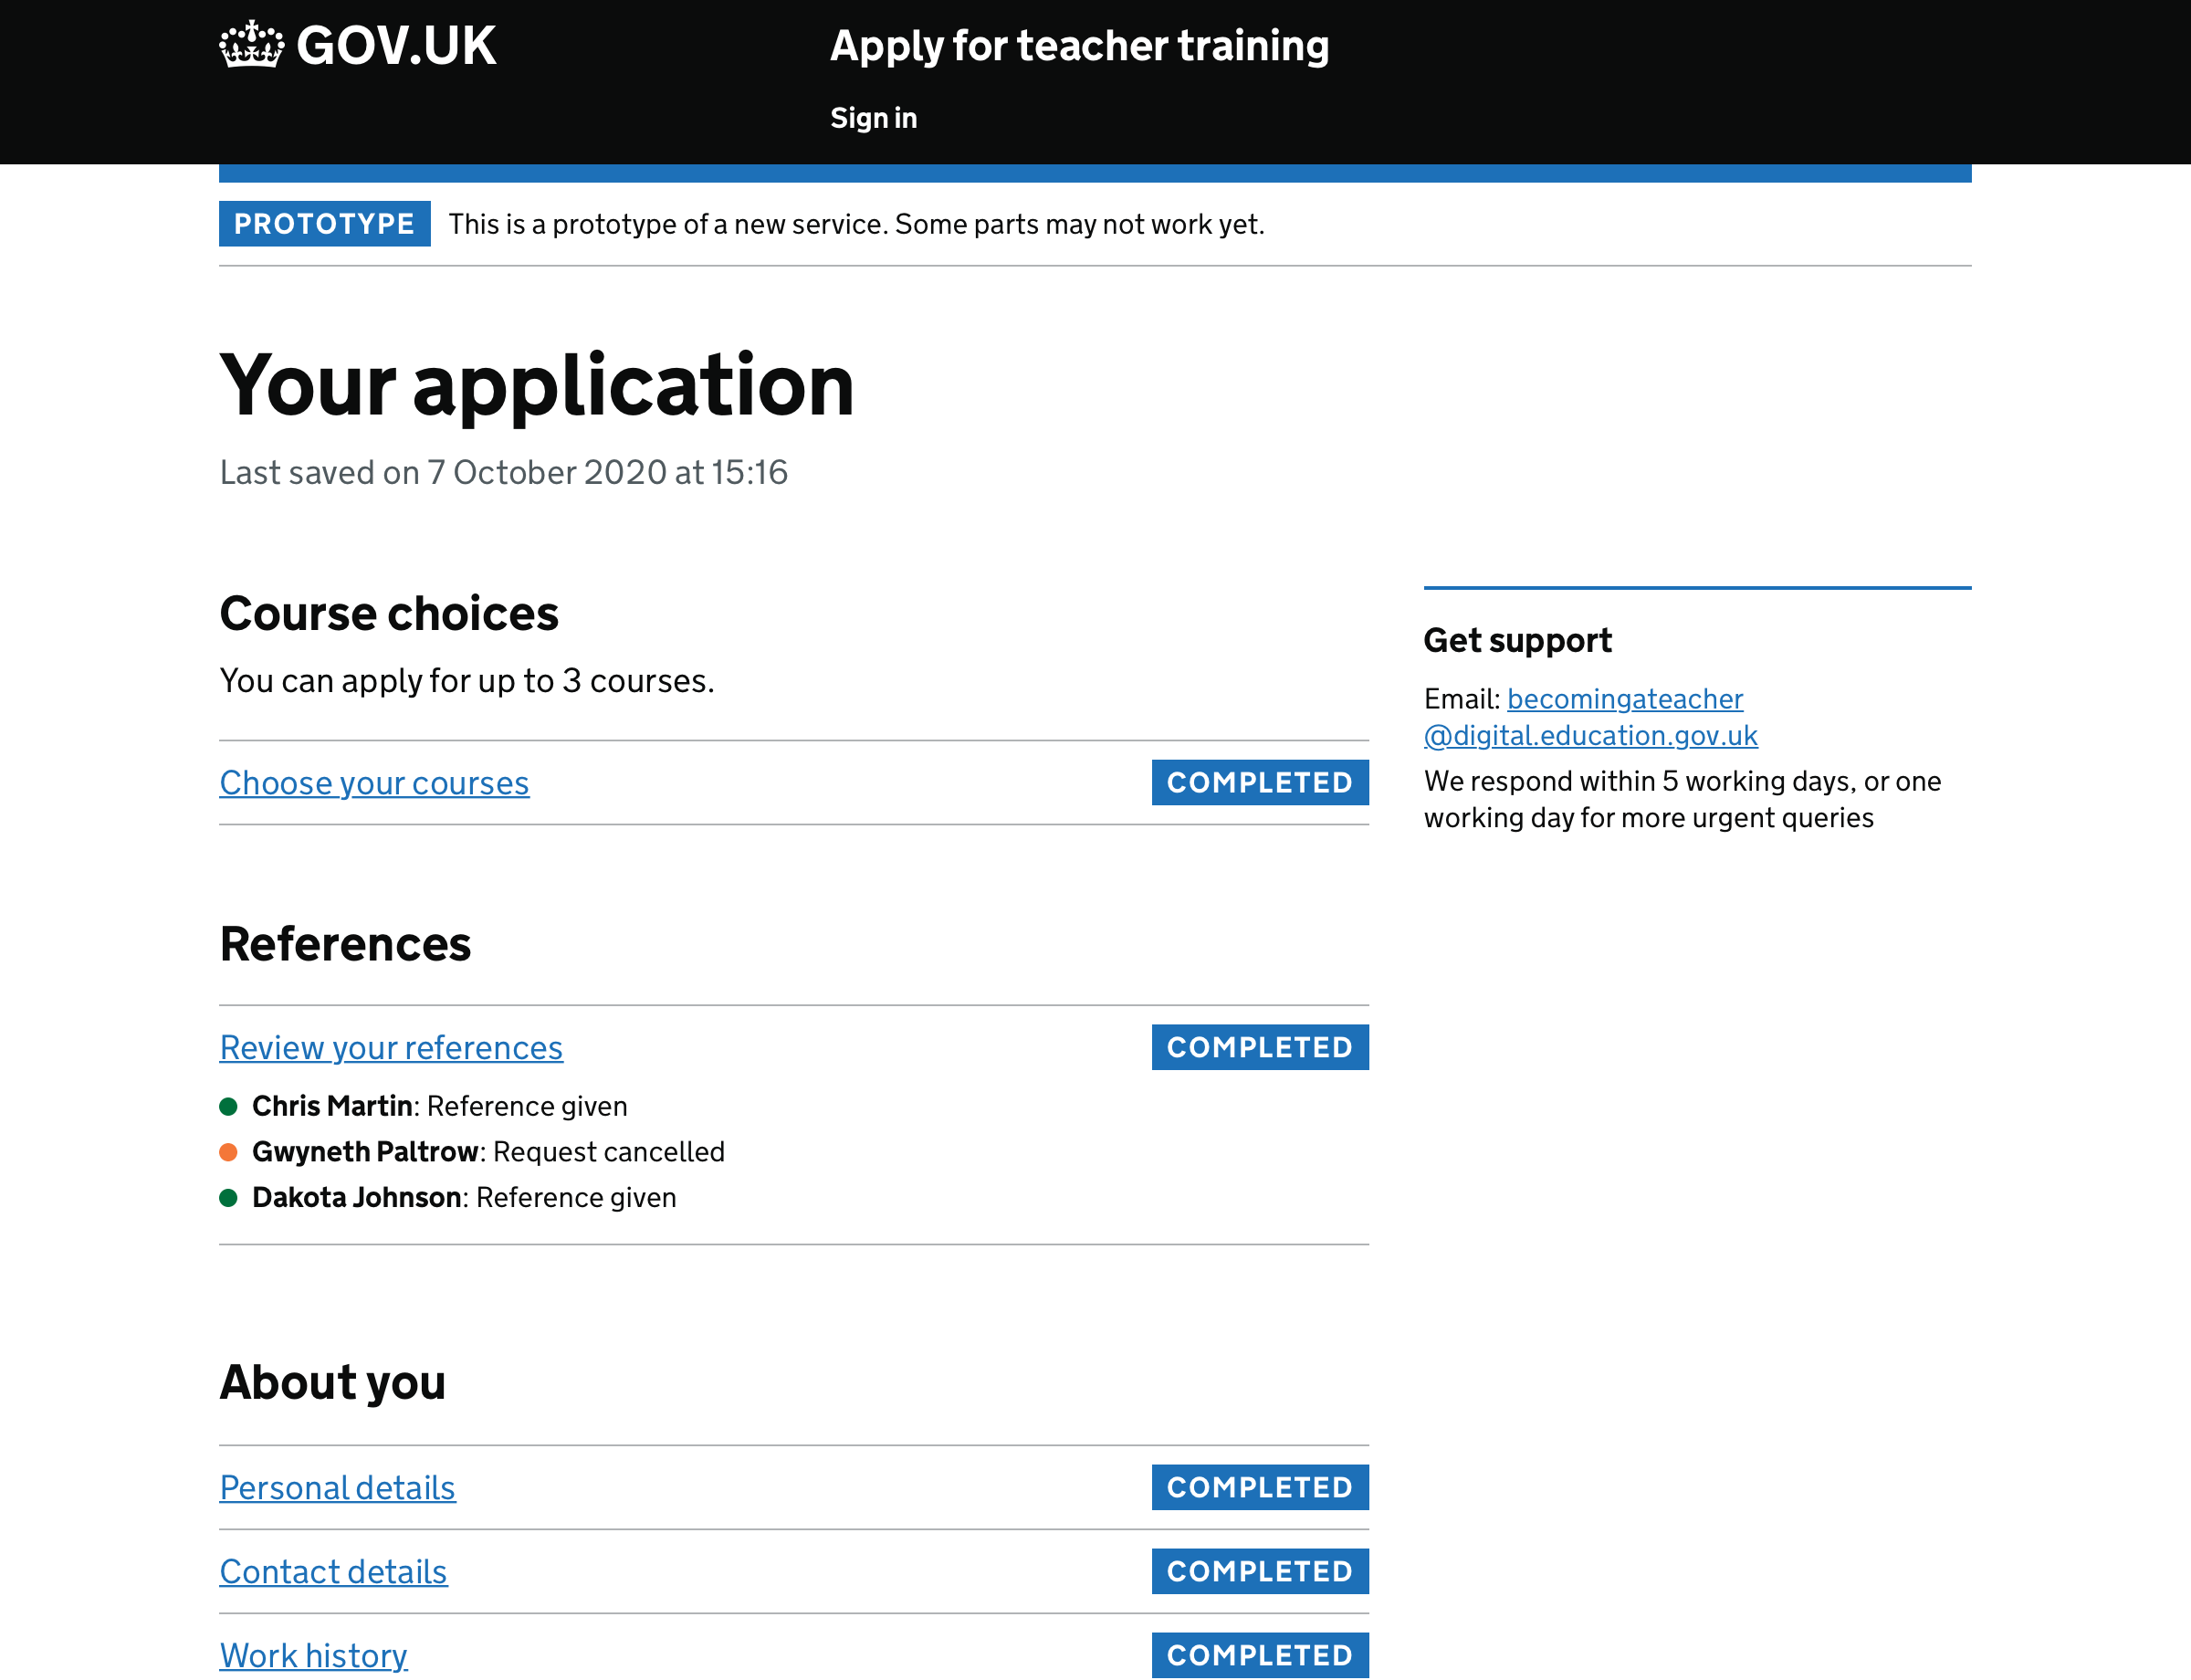 GOV.UK
Apply for teacher training
Sign in
PROTOTYPE This is a prototype of a new service. Some parts may not work yet.
Your application
Last saved on 7 October 2020 at 15:16
Course choices
You can apply for up to 3 courses.
Choose your courses COMPLETED
References
Review your references COMPLETED
Chris Martin: Reference given
Gwyneth Paltrow: Request cancelled
Dakota Johnson: Reference given
About you
Personal details COMPLETED
Contact details COMPLETED
Work history COMPLETED
Get support
Email: becomingateacher
@digital.education.gov.uk
We respond within 5 working days, or one
working day for more urgent queries